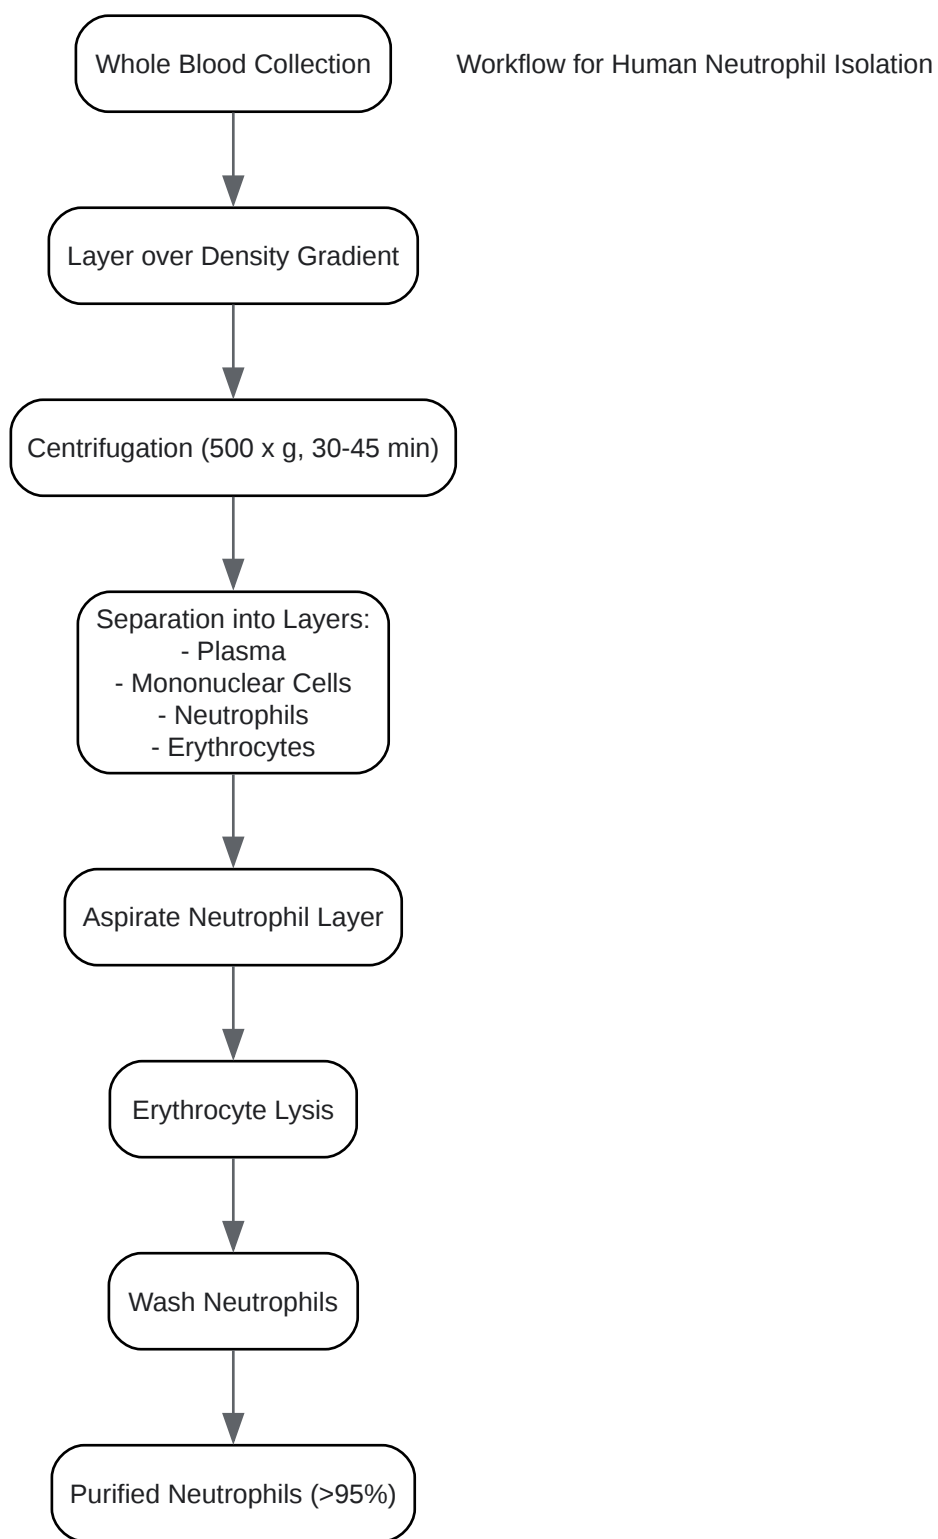 Whole Blood Collection
Workflow for Human Neutrophil Isolation
Layer over Density Gradient
Centrifugation (500 x g, 30-45 min)
Separation into Layers:
- Plasma
- Mononuclear Cells
- Neutrophils
- Erythrocytes
Aspirate Neutrophil Layer
Erythrocyte Lysis
Wash Neutrophils
Purified Neutrophils (>95%)